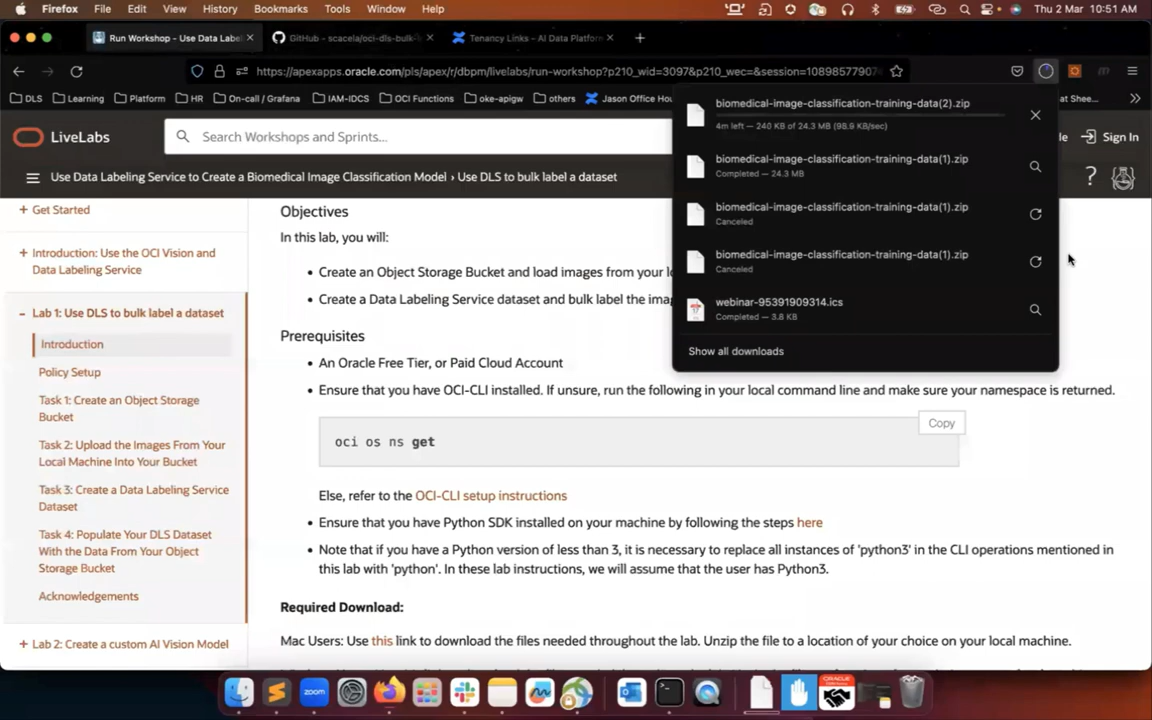 Firefox File Edit View History Bookmarks Tools Window Help Thu 2 Mar 10:51 AM
Run Workshop - Use Data Label
GitHub - scacela/oci-dls-bulk-
Tenancy Links - AI Data Platform
https://apexapps.oracle.com/pls/apex/r/dbpm/livelabs/run-workshop?p210_wid=3097&p210_wec=&session=10898577907
DLS Learning Platform HR On-call / Grafana IAM-IDCS OCI Functions oke-apigw others Jason Office Hou
at Shee...
biomedical-image-classification-training-data(2).zip
4m left — 240 KB of 24.3 MB (98.9 KB/sec)
biomedical-image-classification-training-data(1).zip
Completed — 24.3 MB
biomedical-image-classification-training-data(1).zip
Canceled
biomedical-image-classification-training-data(1).zip
Canceled
webinar-95391909314.ics
Completed — 3.8 KB
Show all downloads
LiveLabs
Search Workshops and Sprints...
le Sign In
Use Data Labeling Service to Create a Biomedical Image Classification Model › Use DLS to bulk label a dataset
?
+ Get Started
+ Introduction: Use the OCI Vision and
Data Labeling Service
- Lab 1: Use DLS to bulk label a dataset
Introduction
Policy Setup
Task 1: Create an Object Storage
Bucket
Task 2: Upload the Images From Your
Local Machine Into Your Bucket
Task 3: Create a Data Labeling Service
Dataset
Task 4: Populate Your DLS Dataset
With the Data From Your Object
Storage Bucket
Acknowledgements
+ Lab 2: Create a custom AI Vision Model
Objectives
In this lab, you will:
• Create an Object Storage Bucket and load images from your lo
• Create a Data Labeling Service dataset and bulk label the imag
Prerequisites
• An Oracle Free Tier, or Paid Cloud Account
• Ensure that you have OCI-CLI installed. If unsure, run the following in your local command line and make sure your namespace is returned.
Copy
oci os ns get
Else, refer to the OCI-CLI setup instructions
• Ensure that you have Python SDK installed on your machine by following the steps here
• Note that if you have a Python version of less than 3, it is necessary to replace all instances of 'python3' in the CLI operations mentioned in
this lab with 'python'. In these lab instructions, we will assume that the user has Python3.
Required Download:
Mac Users: Use this link to download the files needed throughout the lab. Unzip the file to a location of your choice on your local machine.
zoom
ORACLE